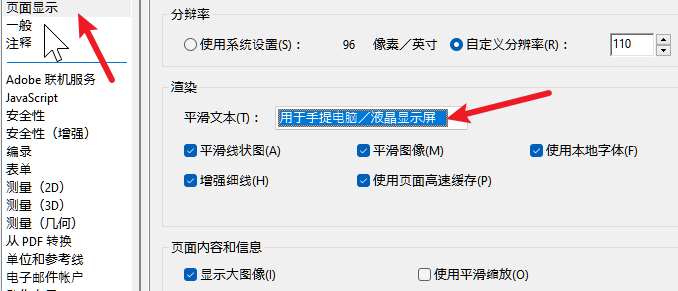 页面显示
一般
注释
Adobe 联机服务
JavaScript
安全性
安全性（增强）
编录
表单
测量（2D）
测量（3D）
测量（几何）
从 PDF 转换
单位和参考线
电子邮件帐户
分辨率
使用系统设置(S)： 96 像素／英寸 自定义分辨率(R)： 110
渲染
平滑文本(T)： 用于手提电脑／液晶显示屏
平滑线状图(A) 平滑图像(M) 使用本地字体(F)
增强细线(H) 使用页面高速缓存(P)
页面内容和信息
显示大图像(I) 使用平滑缩放(O)